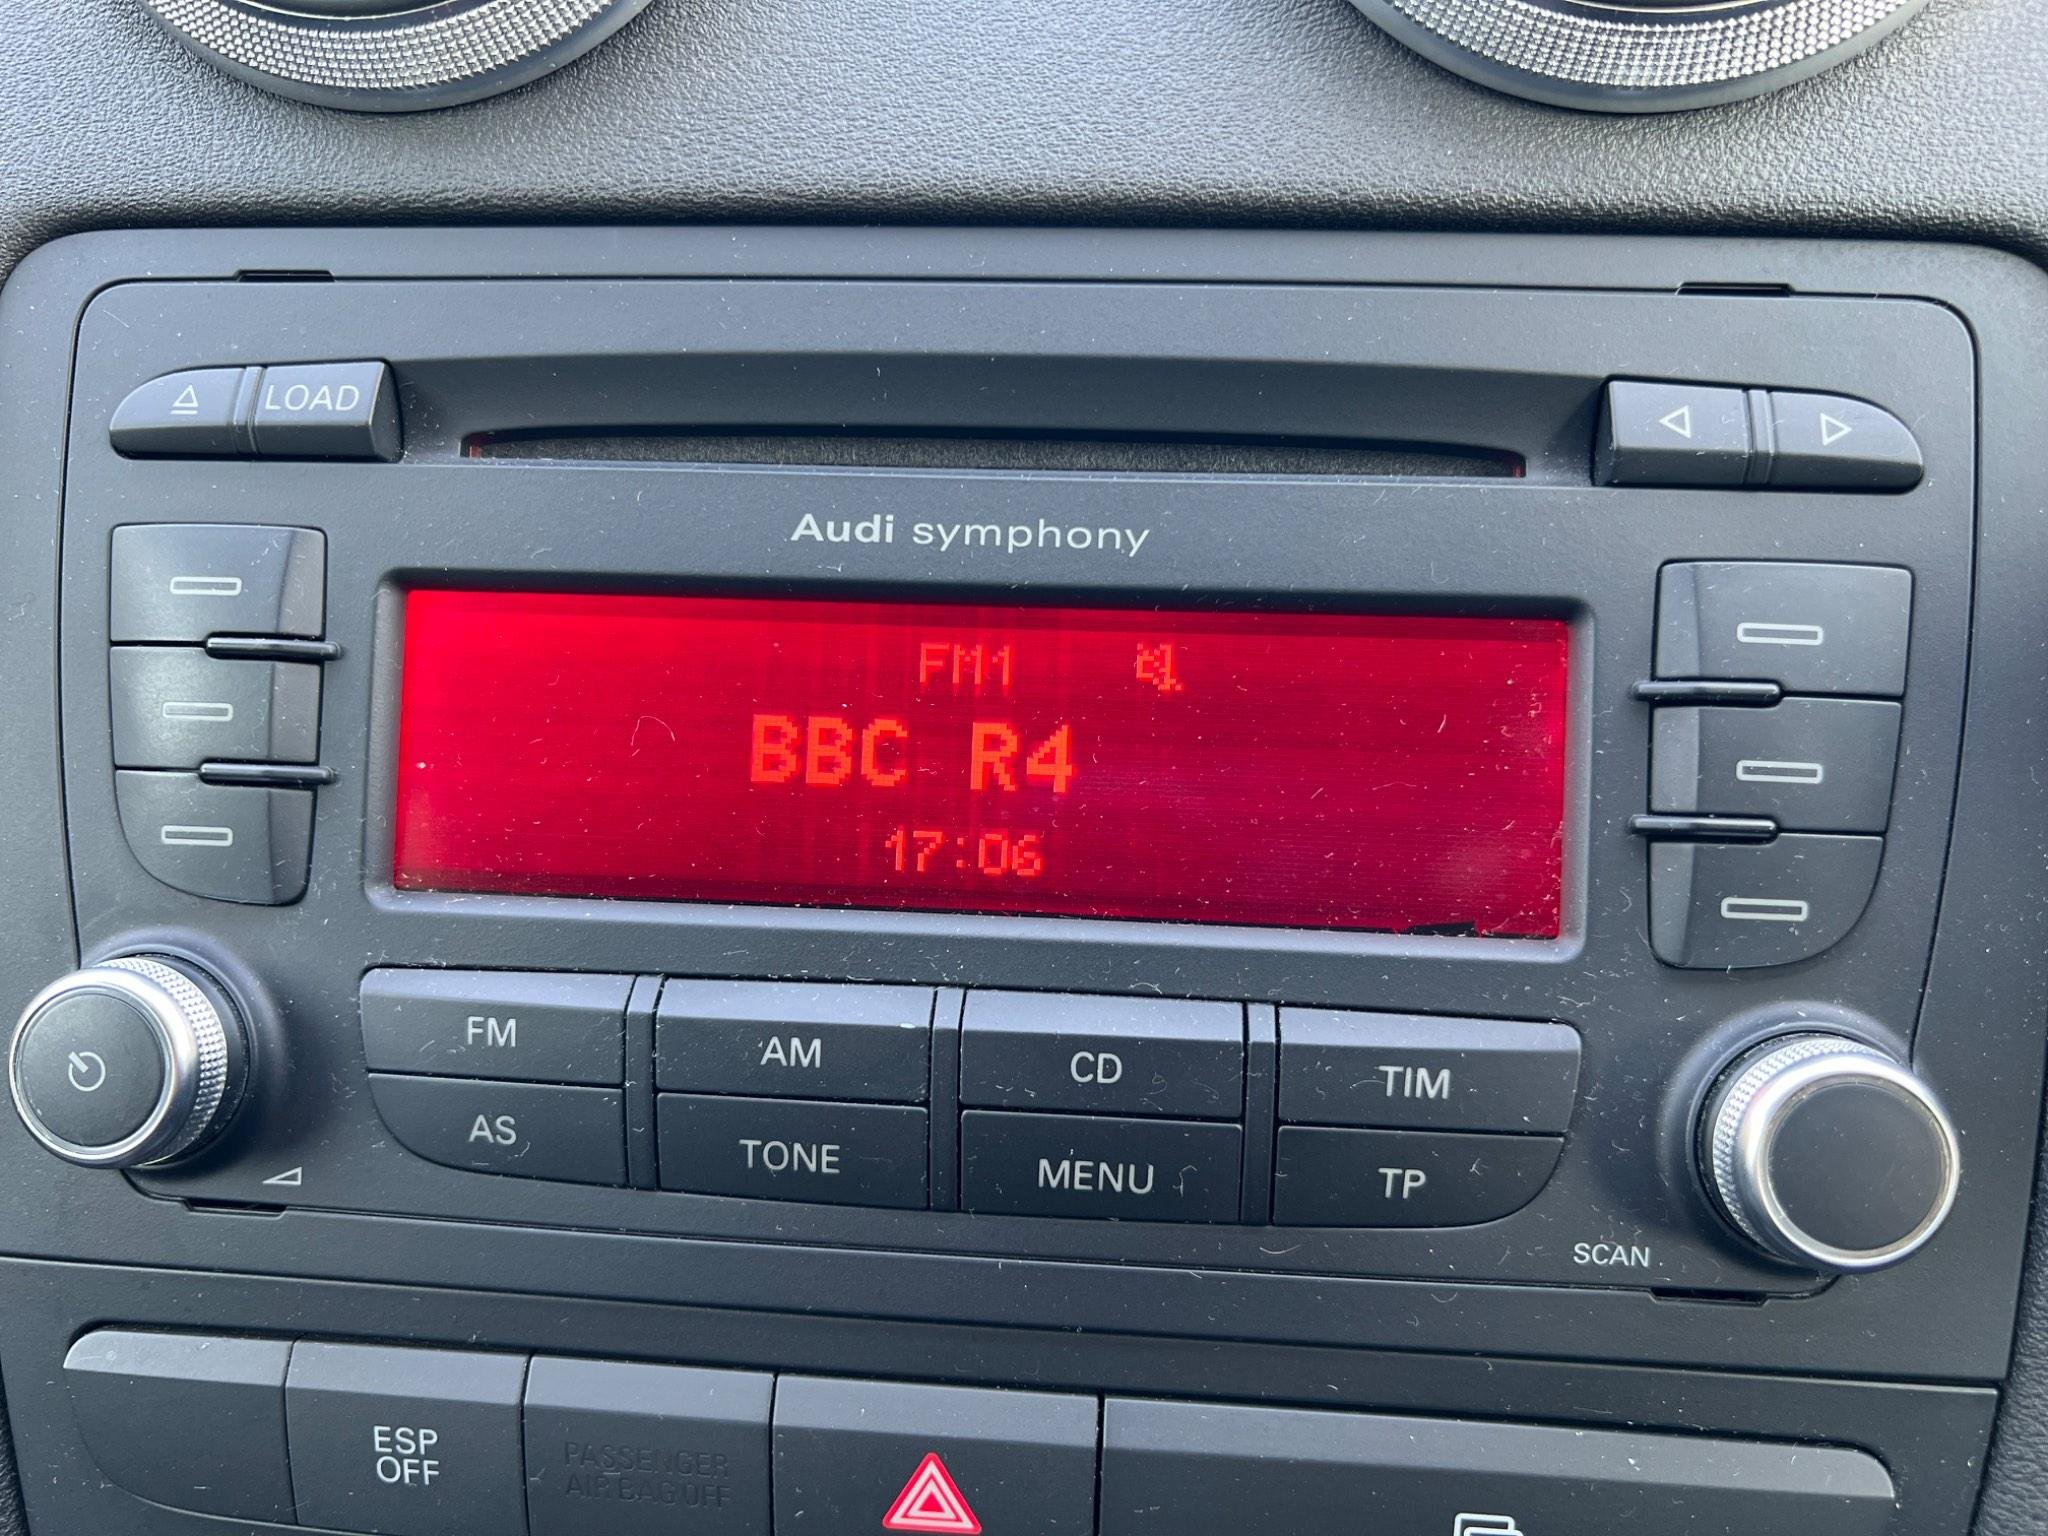 LOAD
Audi symphony
FM1
BBC R4
17:06
FM AM CD TIM
AS TONE MENU TP
SCAN
ESP
OFF
PASSENGER
AIR BAG OFF